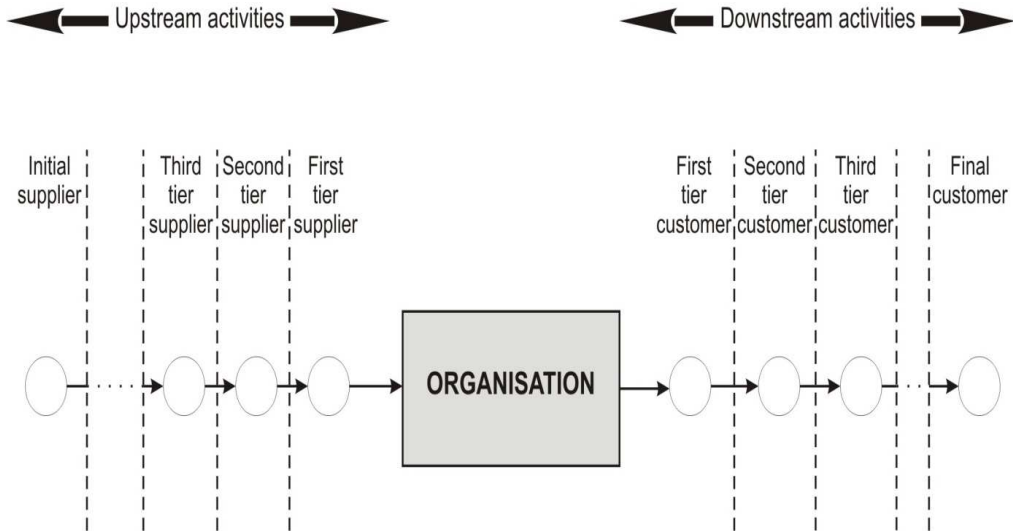 Upstream activities
Downstream activities
Initial
supplier
Third
tier
supplier
Second
tier
supplier
First
tier
supplier
First
tier
customer
Second
tier
customer
Third
tier
customer
Final
customer
ORGANISATION